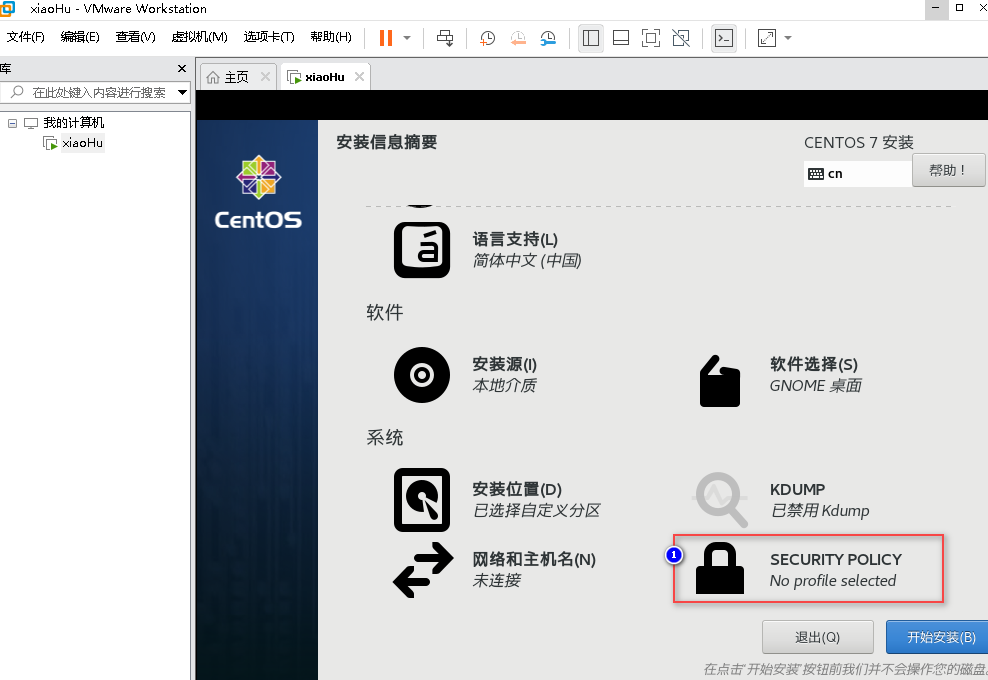 xiaoHu - VMware Workstation
文件(F) 编辑(E) 查看(V) 虚拟机(M) 选项卡(T) 帮助(H)
库
主页 xiaoHu
在此处键入内容进行搜索
我的计算机
xiaoHu
CentOS
安装信息摘要
CENTOS 7 安装
cn
帮助！
语言支持(L)
简体中文 (中国)
软件
安装源(I)
本地介质
软件选择(S)
GNOME 桌面
系统
安装位置(D)
已选择自定义分区
KDUMP
已禁用 Kdump
网络和主机名(N)
未连接
1
SECURITY POLICY
No profile selected
退出(Q)
开始安装(B)
在点击'开始安装'按钮前我们并不会操作您的磁盘。